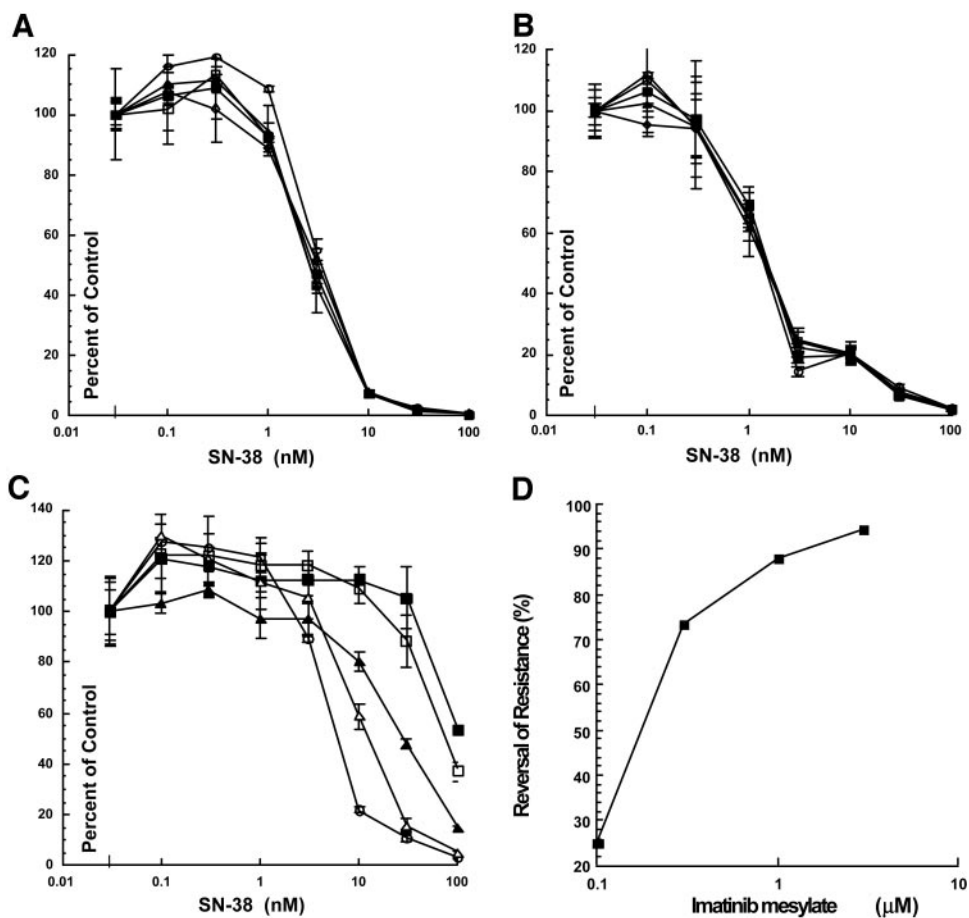 A
120
100
80
60
40
20
0
Percent of Control
0.01 0.1 1 10 100
SN-38 (nM)
B
120
100
80
60
40
20
0
Percent of Control
0.01 0.1 1 10 100
SN-38 (nM)
C
140
120
100
80
60
40
20
0
Percent of Control
0.01 0.1 1 10 100
SN-38 (nM)
D
100
90
80
70
60
50
40
30
20
Reversal of Resistance (%)
0.1 1 10
Imatinib mesylate (μM)